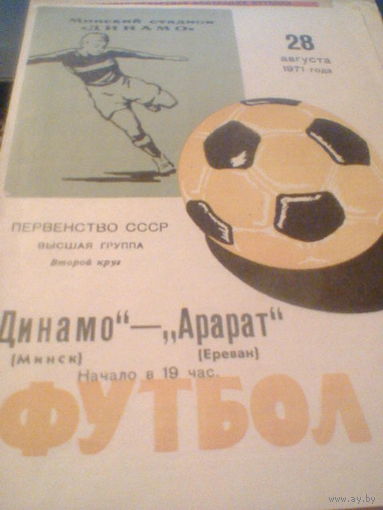 Минский стадион
«ДИНАМО»
28
августа
1971 года
ПЕРВЕНСТВО СССР
ВЫСШАЯ ГРУППА
Второй круг
Динамо“—„Арарат“
(Минск) (Ереван)
Начало в 19 час.
ФУТБОЛ
www.ay.by